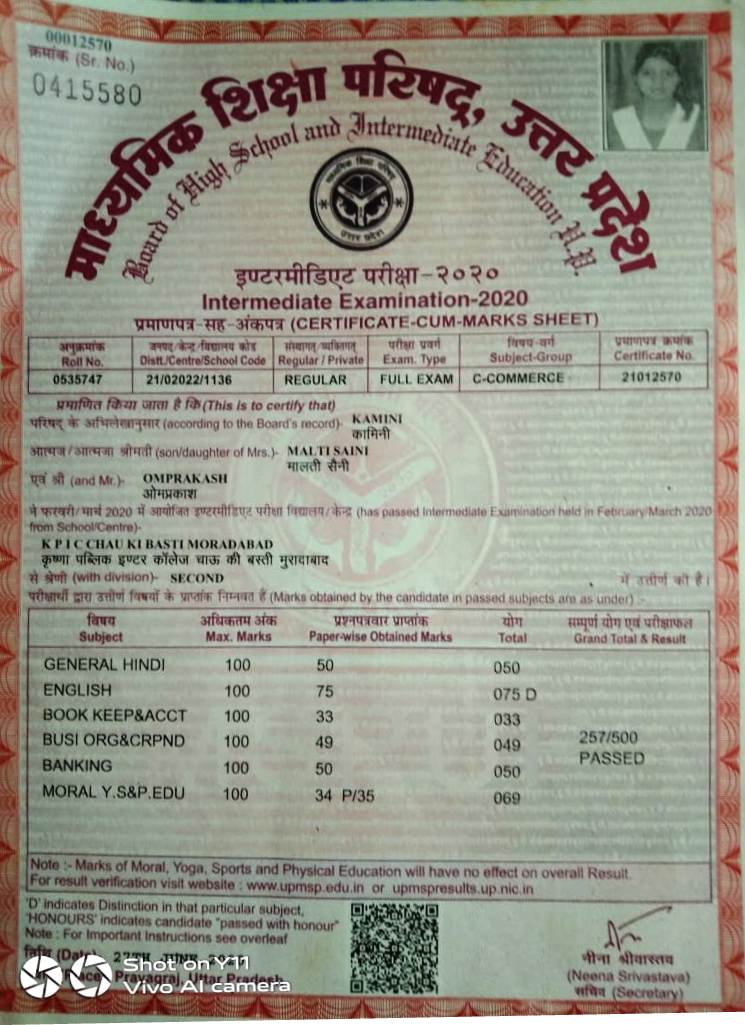 00012570
क्रमांक (Sr. No.)
0415580
माध्यमिक शिक्षा परिषद्, उत्तर प्रदेश
Board of High School and Intermediate Education U.P.
माध्यमिक शिक्षा परिषद्
उत्तर प्रदेश
इण्टरमीडिएट परीक्षा-२०२०
Intermediate Examination-2020
प्रमाणपत्र-सह-अंकपत्र (CERTIFICATE-CUM-MARKS SHEET)
अनुक्रमांक जनपद/केन्द्र/विद्यालय कोड संस्थागत/व्यक्तिगत परीक्षा प्रवर्ग विषय-वर्ग प्रमाणपत्र क्रमांक
Roll No. Distt./Centre/School Code Regular / Private Exam. Type Subject-Group Certificate No.
0535747 21/02022/1136 REGULAR FULL EXAM C-COMMERCE 21012570
प्रमाणित किया जाता है कि (This is to certify that)
परिषद् के अभिलेखानुसार (according to the Board's record)- KAMINI
कामिनी
आत्मज/आत्मजा श्रीमती (son/daughter of Mrs.)- MALTI SAINI
मालती सैनी
एवं श्री (and Mr.)- OMPRAKASH
ओमप्रकाश
ने फरवरी/मार्च 2020 में आयोजित इण्टरमीडिएट परीक्षा विद्यालय/केन्द्र (has passed Intermediate Examination held in February/March 2020
from School/Centre)-
K P I C CHAU KI BASTI MORADABAD
कृष्णा पब्लिक इण्टर कॉलेज चाऊ की बस्ती मुरादाबाद
से श्रेणी (with division)- SECOND में उत्तीर्ण की है।
परीक्षार्थी द्वारा उत्तीर्ण विषयों के प्राप्तांक निम्नवत हैं (Marks obtained by the candidate in passed subjects are as under) :-
विषय अधिकतम अंक प्रश्नपत्रवार प्राप्तांक योग सम्पूर्ण योग एवं परीक्षाफल
Subject Max. Marks Paper-wise Obtained Marks Total Grand Total & Result
GENERAL HINDI 100 50 050
ENGLISH 100 75 075 D
BOOK KEEP&ACCT 100 33 033
BUSI ORG&CRPND 100 49 049 257/500
BANKING 100 50 050 PASSED
MORAL Y.S&P.EDU 100 34 P/35 069
Note :- Marks of Moral, Yoga, Sports and Physical Education will have no effect on overall Result.
For result verification visit website : www.upmsp.edu.in or upmspresults.up.nic.in
'D' indicates Distinction in that particular subject,
'HONOURS' indicates candidate "passed with honour"
Note : For Important Instructions see overleaf
तिथि (Date) 27TH JUNE
Prayagraj, Uttar Pradesh
Shot on Y11
Vivo AI camera
नीना श्रीवास्तव
(Neena Srivastava)
सचिव (Secretary)